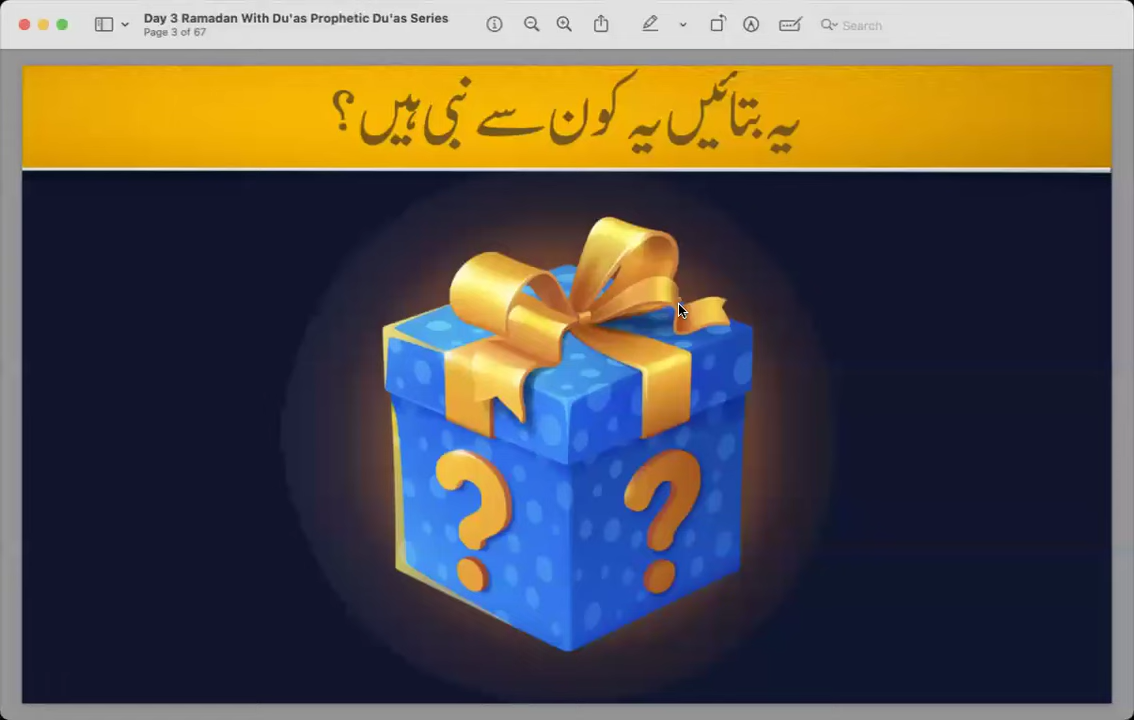 Day 3 Ramadan With Du'as Prophetic Du'as Series
Page 3 of 67
Search
یہ بتائیں یہ کون سے نبی ہیں؟
? ?